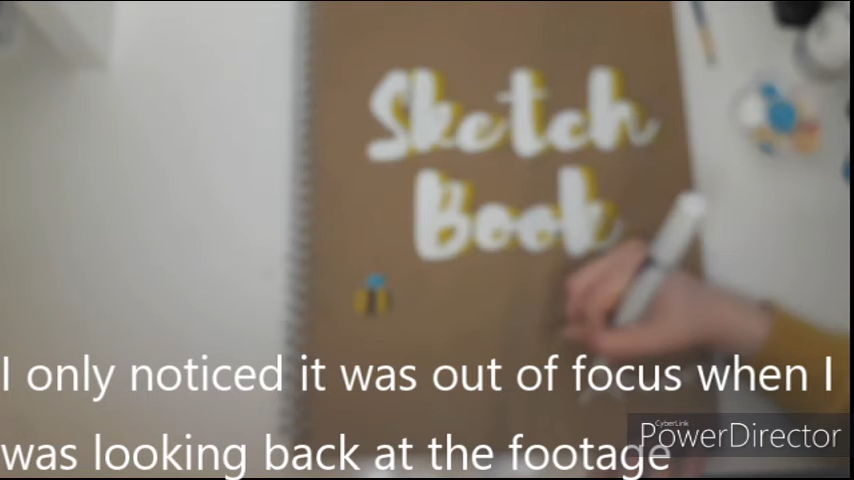 Sketch
Book
I only noticed it was out of focus when I
was looking back at the footage
CyberLink
PowerDirector